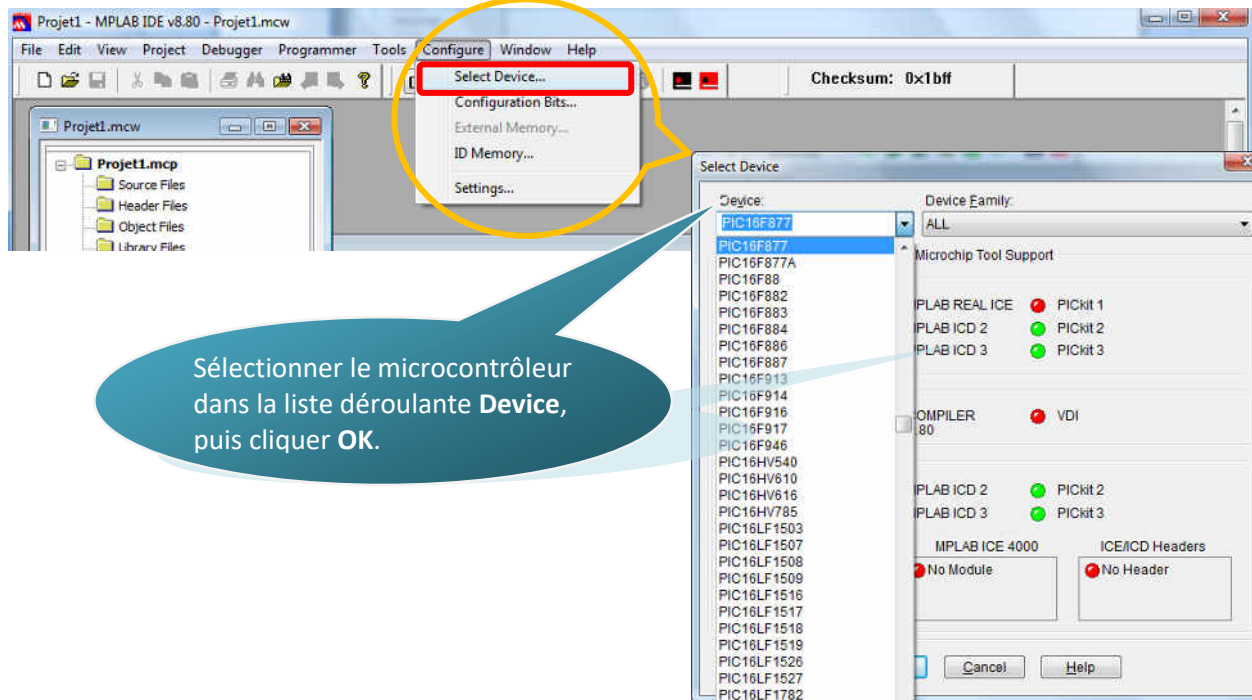 Projet1 - MPLAB IDE v8.80 - Projet1.mcw
File Edit View Project Debugger Programmer Tools Configure Window Help
Checksum: 0x1bff
Select Device...
Configuration Bits...
External Memory...
ID Memory...
Settings...
Projet1.mcw
Projet1.mcp
Source Files
Header Files
Object Files
Library Files
Select Device
Device:
Device Family:
PIC16F877
ALL
Microchip Tool Support
PIC16F877
PIC16F877A
PIC16F88
PIC16F882
PIC16F883
PIC16F884
PIC16F886
PIC16F887
PIC16F913
PIC16F914
PIC16F916
PIC16F917
PIC16F946
PIC16HV540
PIC16HV610
PIC16HV616
PIC16HV785
PIC16LF1503
PIC16LF1507
PIC16LF1508
PIC16LF1509
PIC16LF1516
PIC16LF1517
PIC16LF1518
PIC16LF1519
PIC16LF1526
PIC16LF1527
PIC16LF1782
PLAB REAL ICE PICkit 1
PLAB ICD 2 PICkit 2
PLAB ICD 3 PICkit 3
OMPILER VDI
.80
PLAB ICD 2 PICkit 2
PLAB ICD 3 PICkit 3
MPLAB ICE 4000 ICE/ICD Headers
No Module No Header
Cancel Help
Sélectionner le microcontrôleur
dans la liste déroulante Device,
puis cliquer OK.